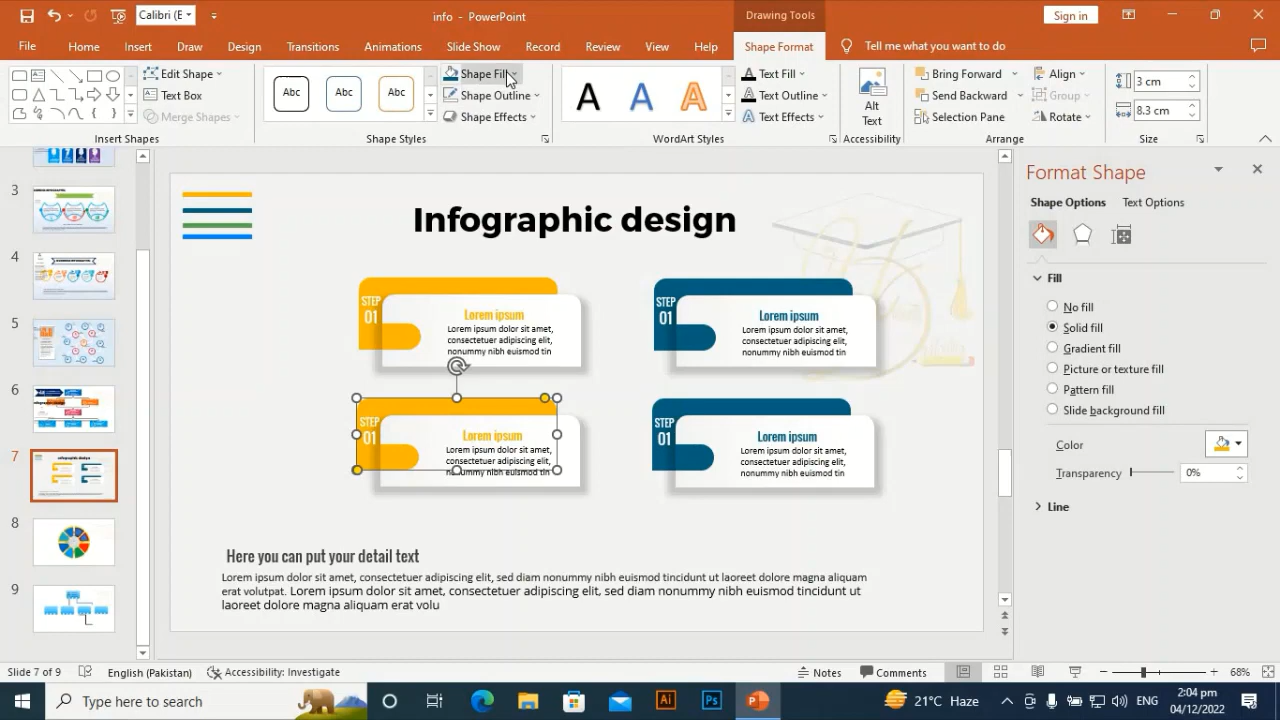 Calibri (E
info - PowerPoint
Drawing Tools
Sign in
File
Home
Insert
Draw
Design
Transitions
Animations
Slide Show
Record
Review
View
Help
Shape Format
Tell me what you want to do
Edit Shape
Text Box
Merge Shapes
Insert Shapes
Abc
Abc
Abc
Shape Fill
Shape Outline
Shape Effects
Shape Styles
A
A
A
Text Fill
Text Outline
Text Effects
WordArt Styles
Alt
Text
Accessibility
Bring Forward
Send Backward
Selection Pane
Align
Group
Rotate
Arrange
3 cm
8.3 cm
Size
3
4
5
6
7
8
9
Infographic design
STEP
01
Lorem ipsum
Lorem ipsum dolor sit amet,
consectetuer adipiscing elit,
nonummy nibh euismod tin
STEP
01
Lorem ipsum
Lorem ipsum dolor sit amet,
consectetuer adipiscing elit,
nonummy nibh euismod tin
STEP
01
Lorem ipsum
Lorem ipsum dolor sit amet,
consectetuer adipiscing elit,
nonummy nibh euismod tin
STEP
01
Lorem ipsum
Lorem ipsum dolor sit amet,
consectetuer adipiscing elit,
nonummy nibh euismod tin
Here you can put your detail text
Lorem ipsum dolor sit amet, consectetuer adipiscing elit, sed diam nonummy nibh euismod tincidunt ut laoreet dolore magna aliquam
erat volutpat. Lorem ipsum dolor sit amet, consectetuer adipiscing elit, sed diam nonummy nibh euismod tincidunt ut
laoreet dolore magna aliquam erat volu
Format Shape
Shape Options
Text Options
Fill
No fill
Solid fill
Gradient fill
Picture or texture fill
Pattern fill
Slide background fill
Color
Transparency
0%
Line
Slide 7 of 9
English (Pakistan)
Accessibility: Investigate
Notes
Comments
68%
Type here to search
Ai
Ps
P
21°C Haze
ENG
2:04 pm
04/12/2022